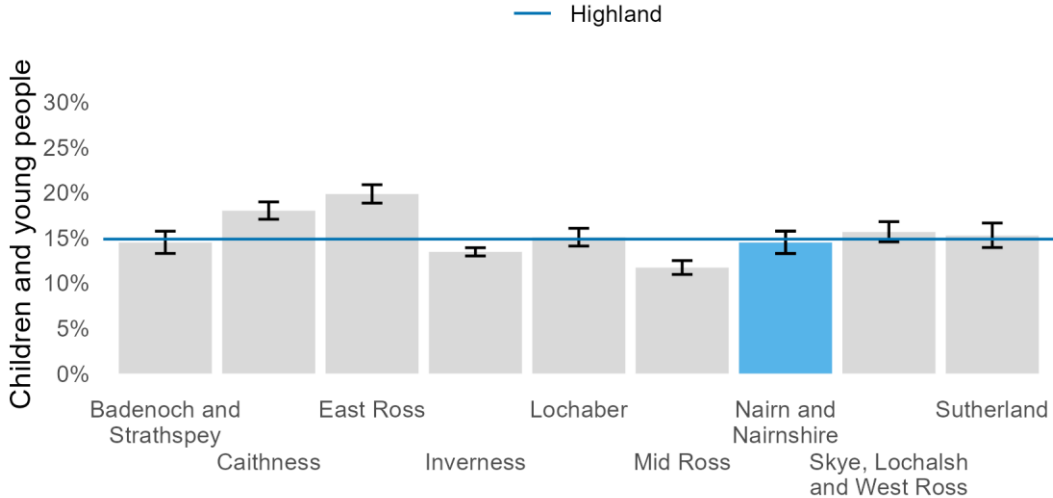 Highland
Children and young people
30%
25%
20%
15%
10%
5%
0%
Badenoch and
Strathspey
Caithness
East Ross
Inverness
Lochaber
Mid Ross
Nairn and
Nairnshire
Skye, Lochalsh
and West Ross
Sutherland